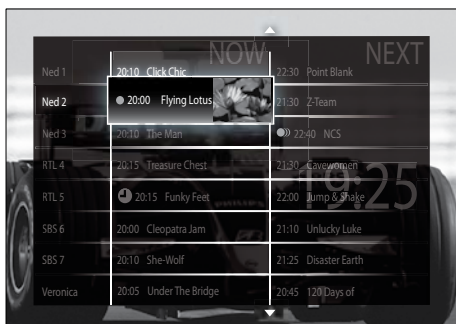 NOW NEXT
Ned 1 20:10 Click Chic 22:30 Point Blank
Ned 2 20:00 Flying Lotus 21:30 Z-Team
Ned 3 20:10 The Man 22:40 NCS
RTL 4 20:15 Treasure Chest 21:30 Cavewomen
19:25
RTL 5 20:15 Funky Feet 22:00 Jump & Shake
PHILIPS
SBS 6 20:00 Cleopatra Jam 21:10 Unlucky Luke
SBS 7 20:10 She-Wolf 21:25 Disaster Earth
Veronica 20:05 Under The Bridge 20:45 120 Days of